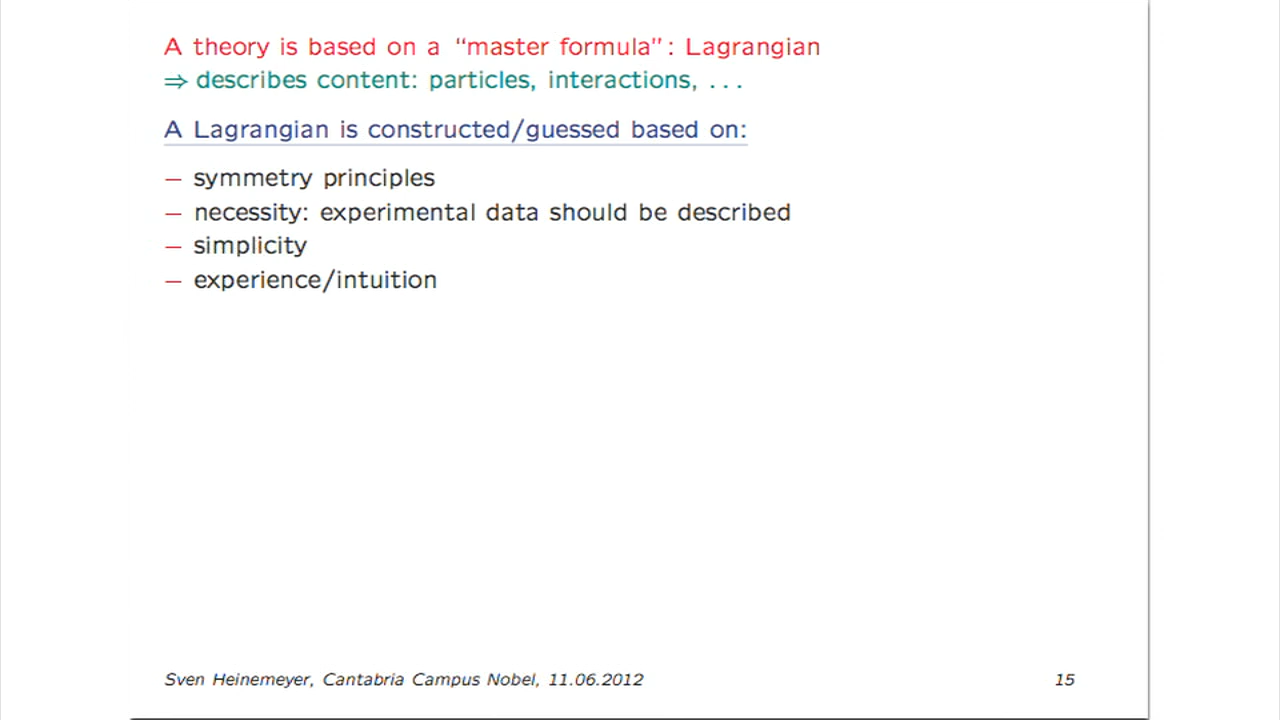 A theory is based on a “master formula”: Lagrangian
⇒ describes content: particles, interactions, ...
A Lagrangian is constructed/guessed based on:
– symmetry principles
– necessity: experimental data should be described
– simplicity
– experience/intuition
Sven Heinemeyer, Cantabria Campus Nobel, 11.06.2012 15